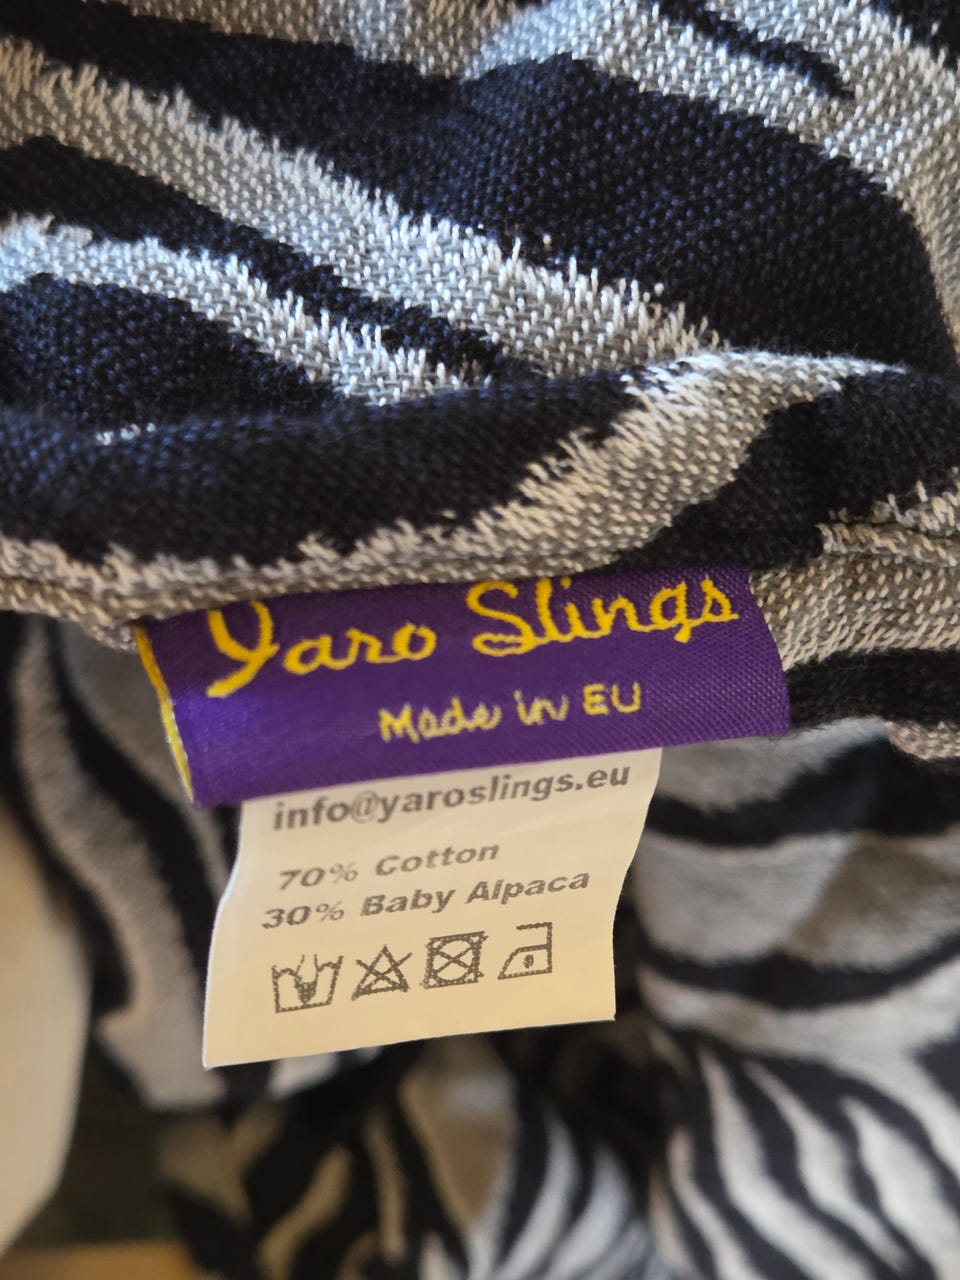 Yaro Slings
Made in EU
info@yaroslings.eu
70% Cotton
30% Baby Alpaca